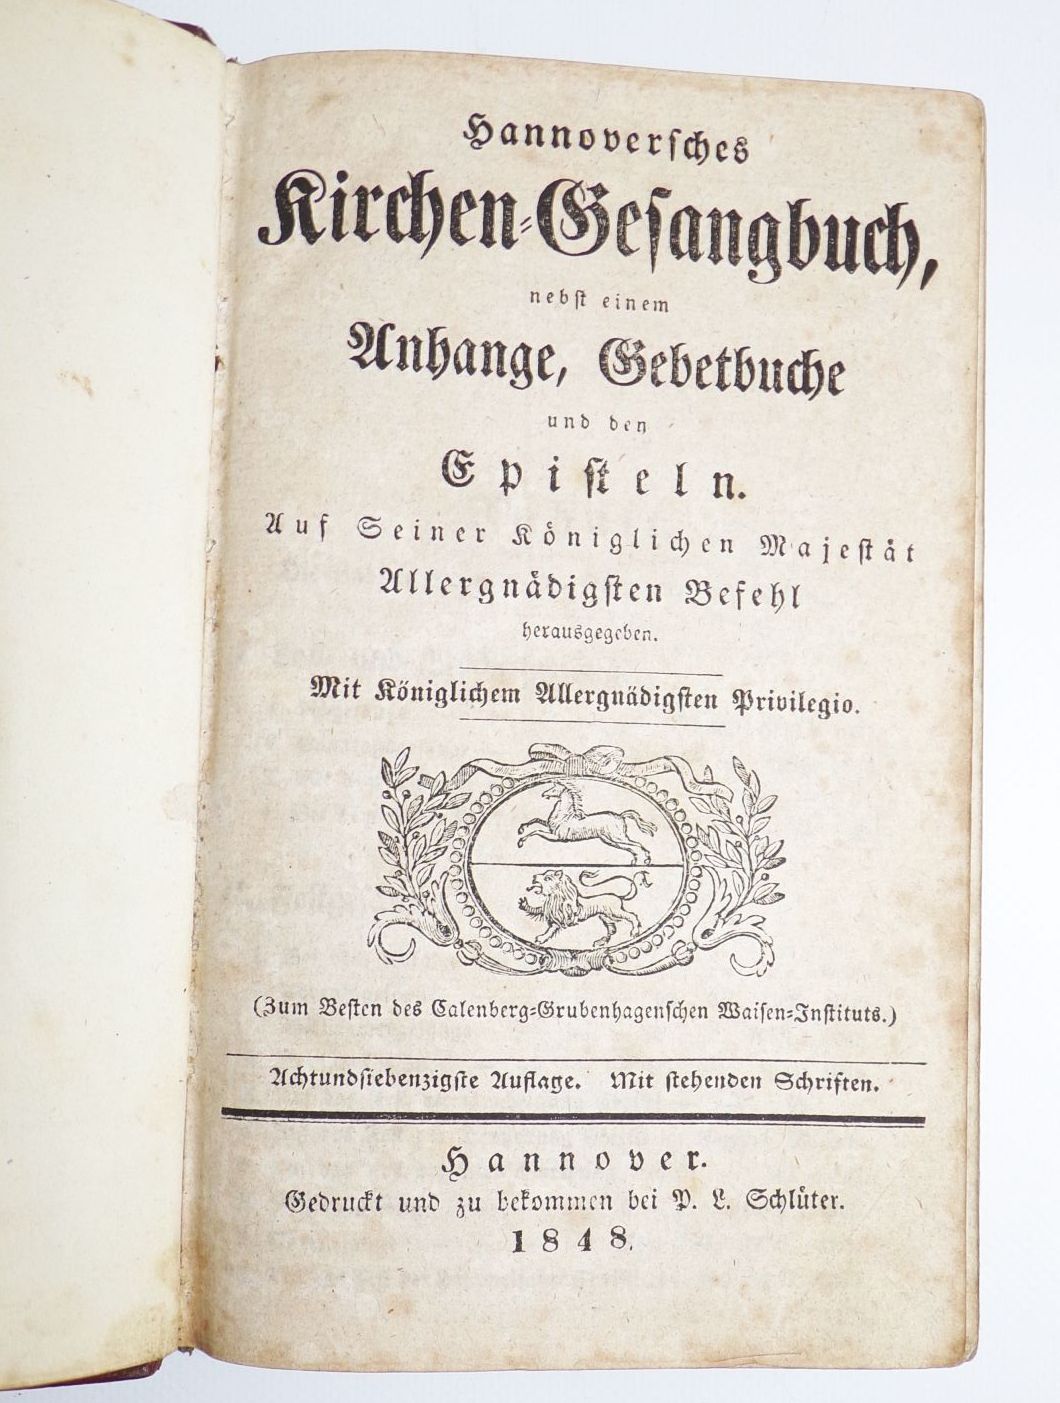 Hannoversches
Kirchen-Gesangbuch,
nebst einem
Anhange, Gebetbuche
und den
Episteln.
Auf Seiner Königlichen Majestät
Allergnädigsten Befehl
herausgegeben.
Mit Königlichem Allergnädigsten Privilegio.
(Zum Besten des Calenberg-Grubenhagenschen Waisen-Instituts.)
Achtundsiebenzigste Auflage. Mit stehenden Schriften.
Hannover.
Gedruckt und zu bekommen bei P. L. Schlüter.
1848.